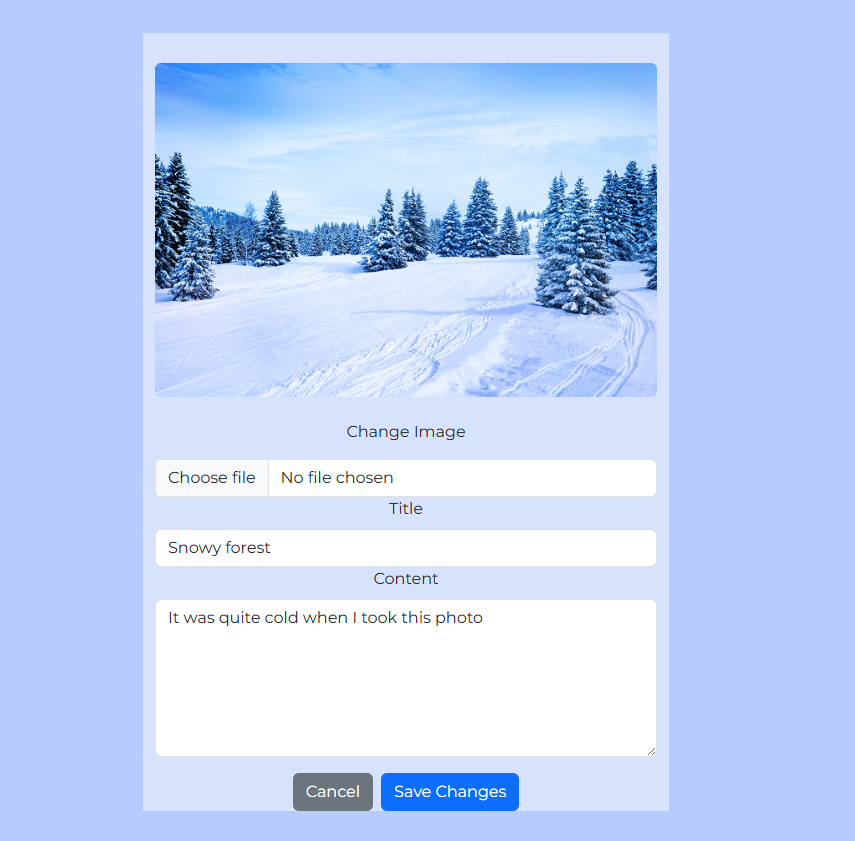 Change Image
Choose file No file chosen
Title
Snowy forest
Content
It was quite cold when I took this photo
Cancel Save Changes